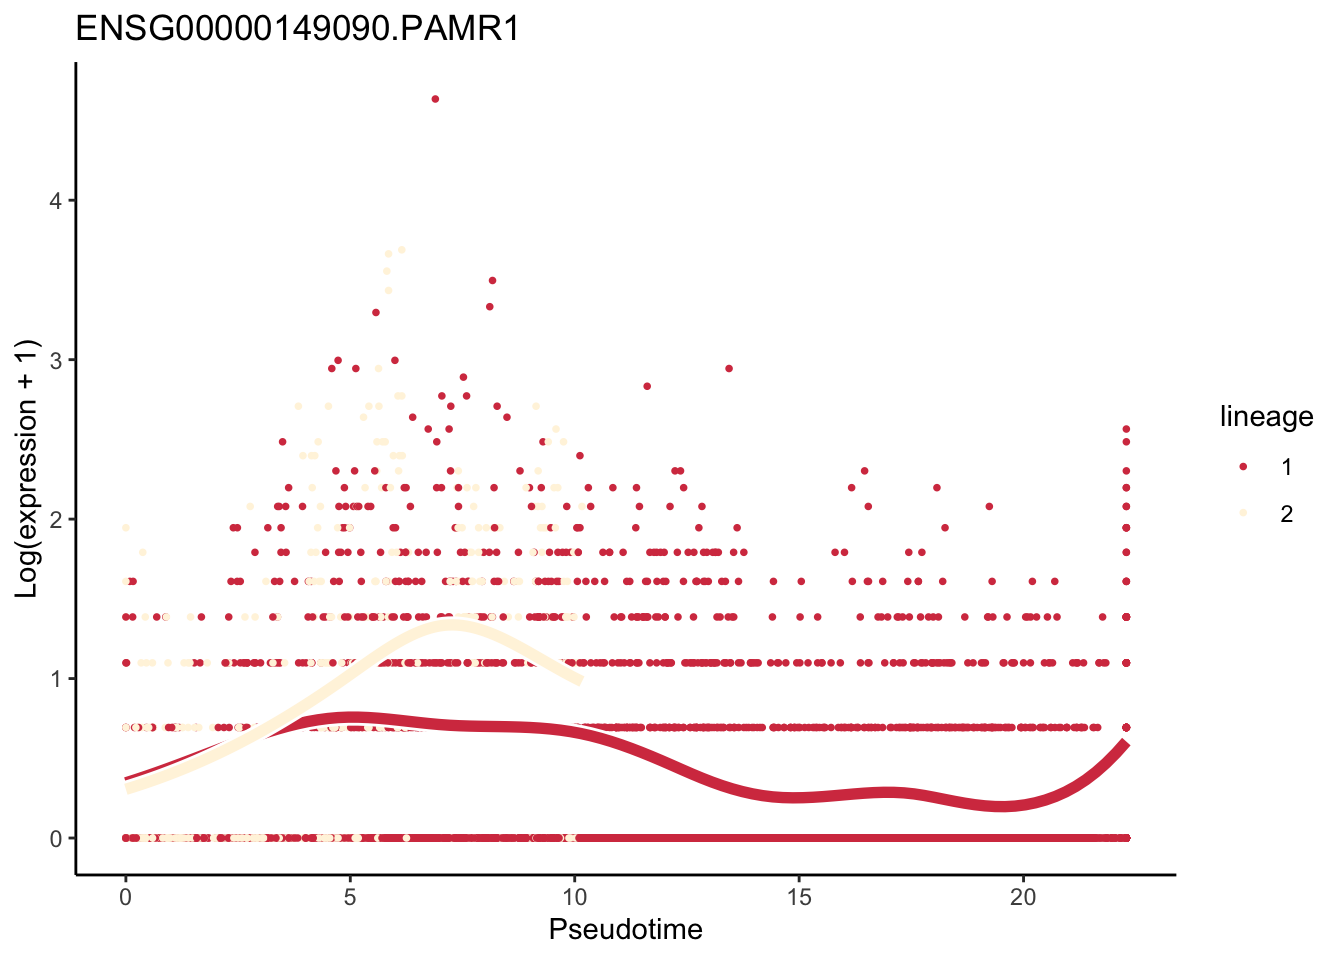 ENSG00000149090.PAMR1
Log(expression + 1)
4
3
2
1
0
0 5 10 15 20
Pseudotime
lineage
1
2